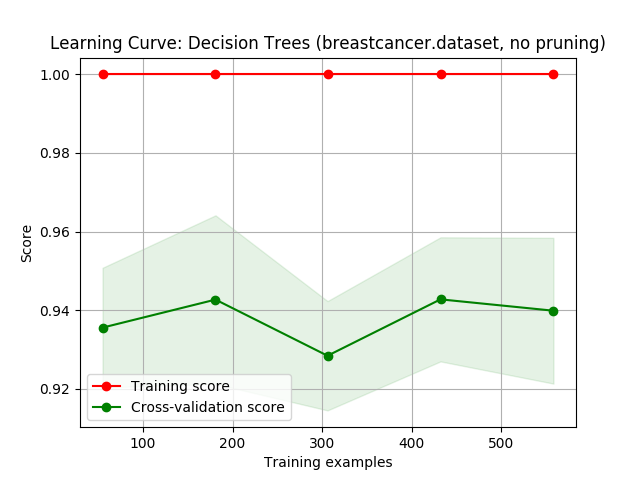 Learning Curve: Decision Trees (breastcancer.dataset, no pruning)
1.00
0.98
0.96
0.94
0.92
Score
Training score
Cross-validation score
100 200 300 400 500
Training examples